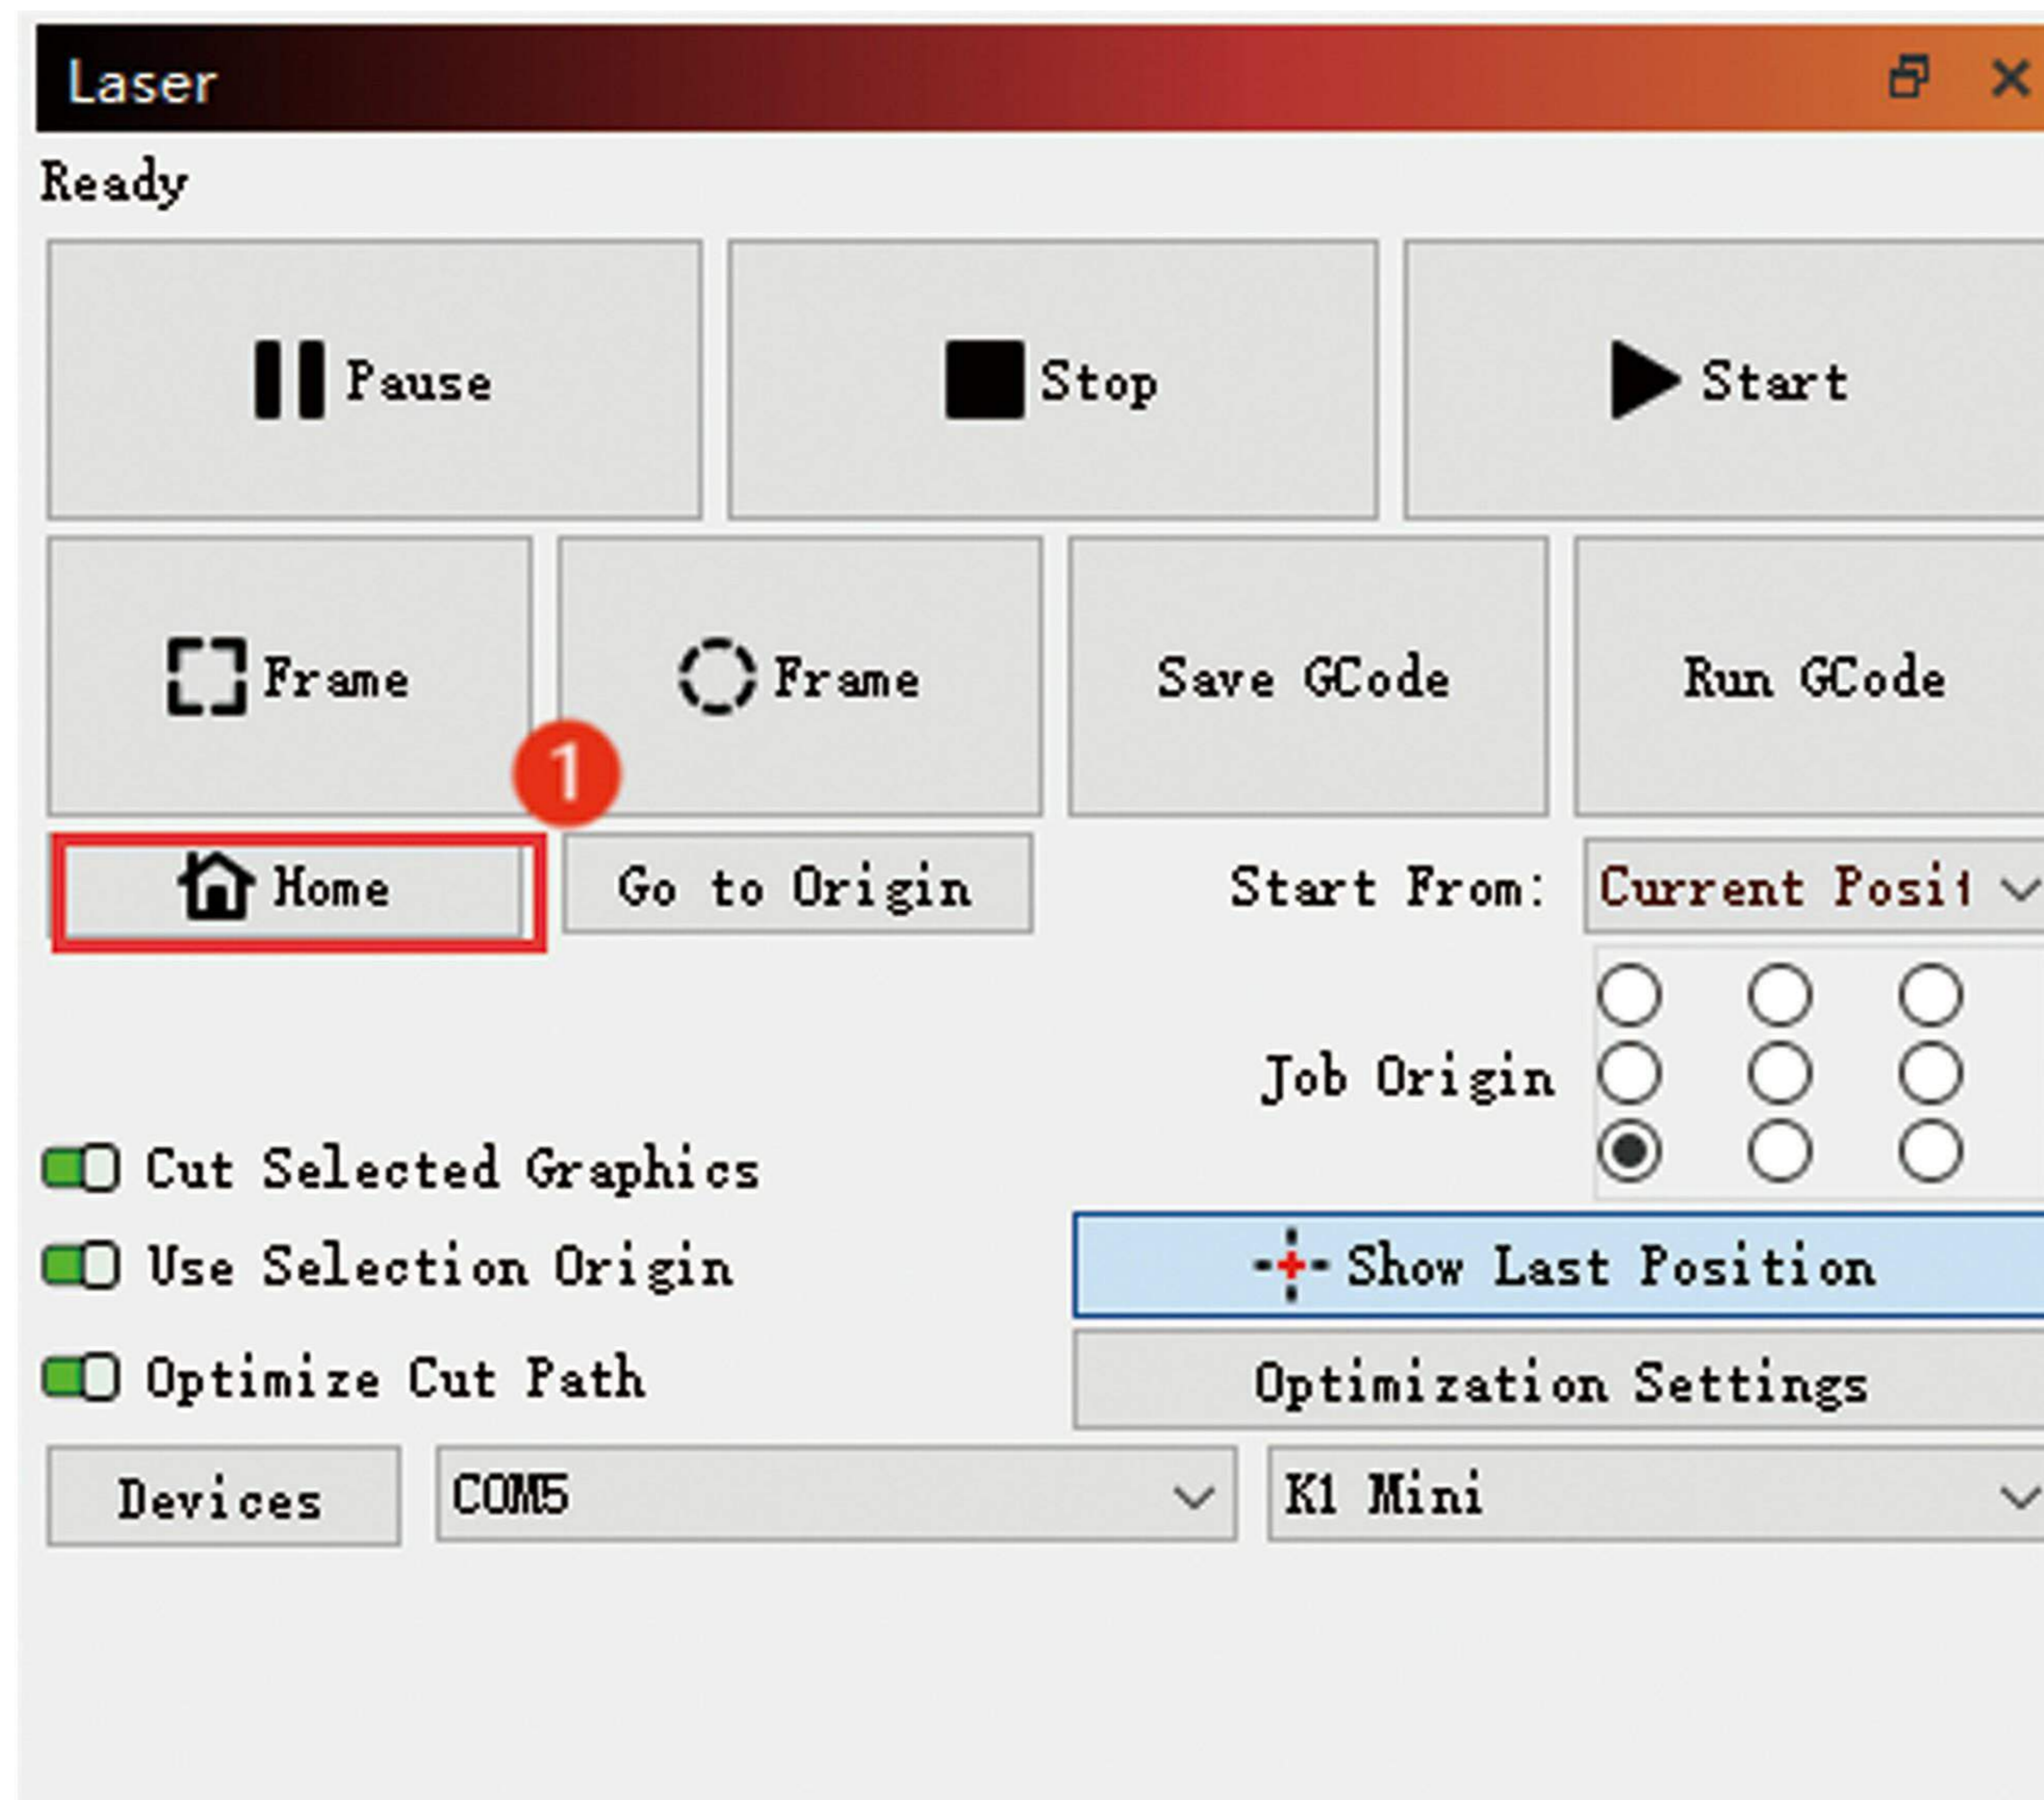 Laser
Ready
Pause
Stop
Start
Frame
Frame
Save GCode
Run GCode
1
Home
Go to Origin
Start From:
Current Posit
Job Origin
Cut Selected Graphics
Use Selection Origin
Show Last Position
Optimize Cut Path
Optimization Settings
Devices
COM5
K1 Mini